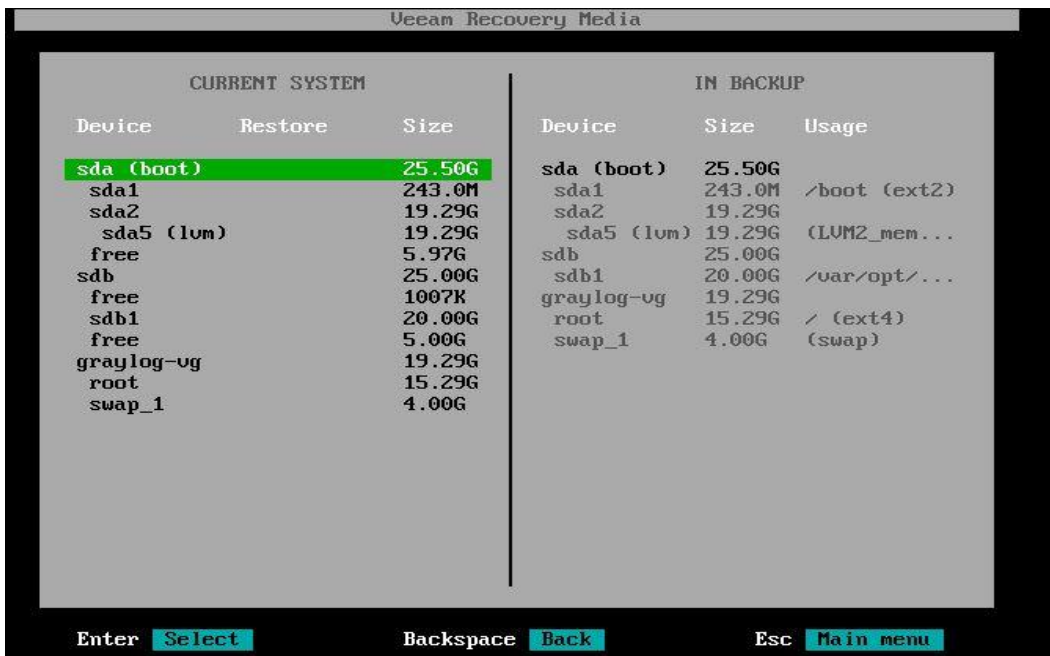 Veeam Recovery Media
CURRENT SYSTEM
Device Restore Size
sda (boot) 25.50G
sda1 243.0M
sda2 19.29G
sda5 (lvm) 19.29G
free 5.97G
sdb 25.00G
free 1007K
sdb1 20.00G
free 5.00G
graylog-vg 19.29G
root 15.29G
swap_1 4.00G
IN BACKUP
Device Size Usage
sda (boot) 25.50G
sda1 243.0M /boot (ext2)
sda2 19.29G
sda5 (lvm) 19.29G (LVM2_mem...
sdb 25.00G
sdb1 20.00G /var/opt/...
graylog-vg 19.29G
root 15.29G / (ext4)
swap_1 4.00G (swap)
Enter Select Backspace Back Esc Main menu